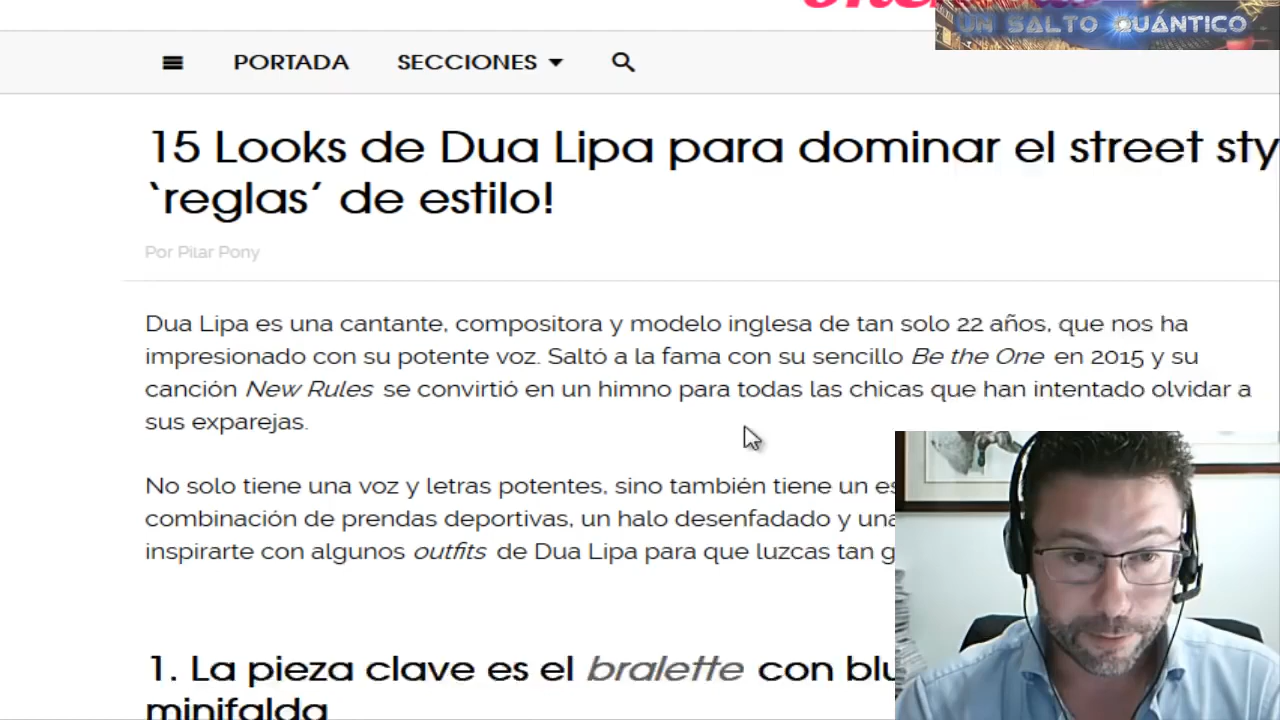 UN SALTO QUÁNTICO
PORTADA SECCIONES
15 Looks de Dua Lipa para dominar el street
‘reglas’ de estilo!
Por Pilar Pony
Dua Lipa es una cantante, compositora y modelo inglesa de tan solo 22 años, que nos ha
impresionado con su potente voz. Saltó a la fama con su sencillo Be the One en 2015 y su
canción New Rules se convirtió en un himno para todas las chicas que han intentado olvidar a
sus exparejas.
No solo tiene una voz y letras potentes, sino también tiene un
combinación de prendas deportivas, un halo desenfadado y una
inspirarte con algunos outfits de Dua Lipa para que luzcas tan
1. La pieza clave es el bralette con
minifalda